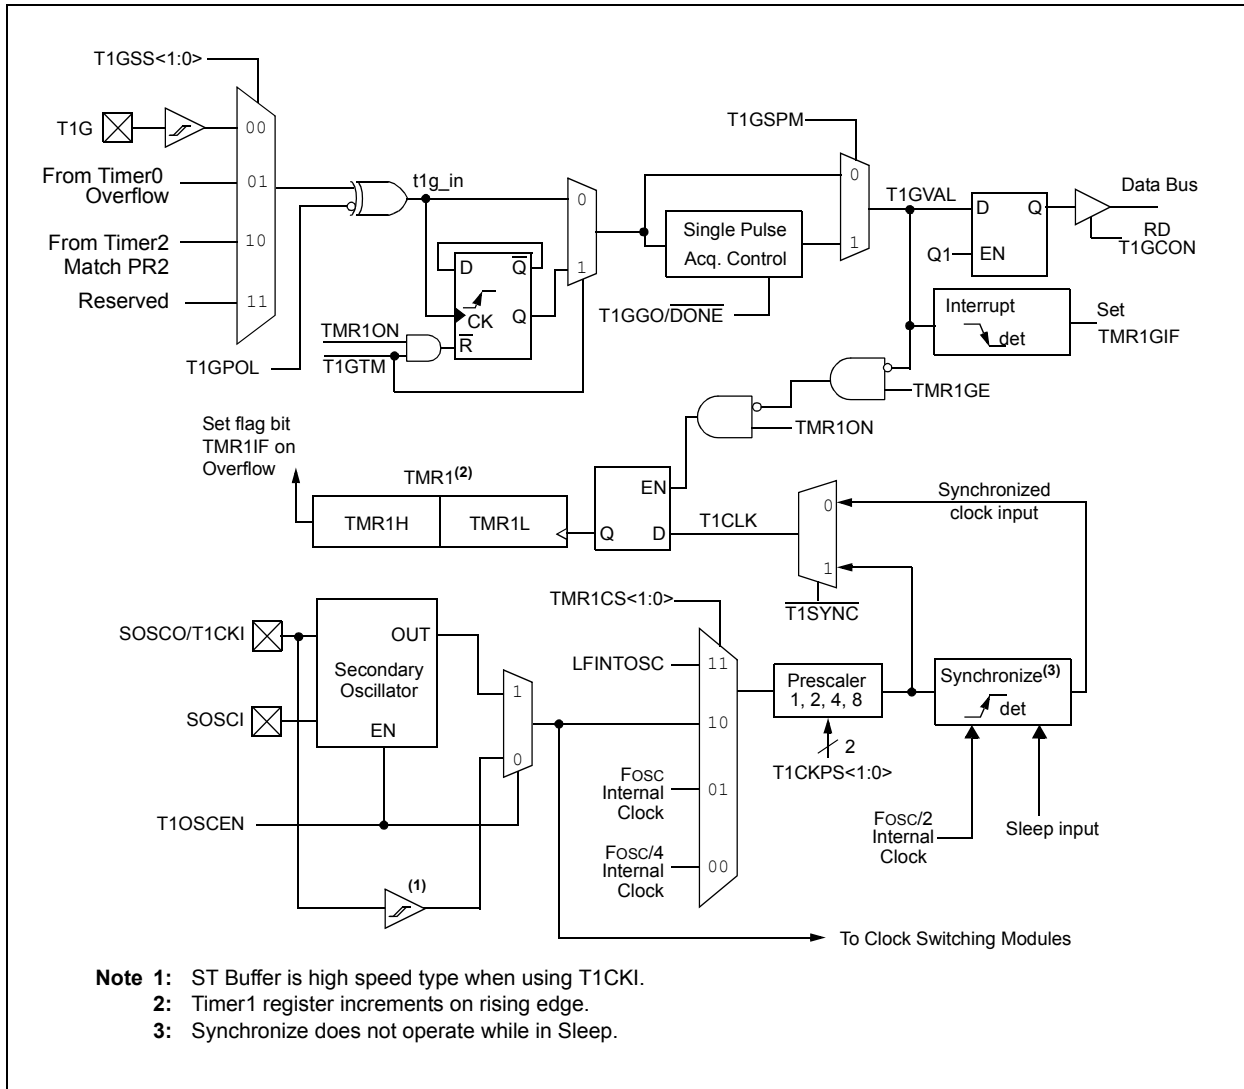 T1GSS<1:0>
T1G
00
From Timer0
Overflow
01
From Timer2
Match PR2
10
Reserved
11
T1GPOL
t1g_in
D
Q
CK
Q
R
TMR1ON
T1GTM
0
1
T1GSPM
Single Pulse
Acq. Control
T1GGO/DONE
0
1
T1GVAL
D
Q
Q1
EN
Data Bus
RD
T1GCON
Interrupt
det
Set
TMR1GIF
TMR1GE
TMR1ON
Set flag bit
TMR1IF on
Overflow
TMR1(2)
TMR1H
TMR1L
EN
Q
D
T1CLK
0
1
T1SYNC
Synchronized
clock input
SOSCO/T1CKI
SOSCI
OUT
Secondary
Oscillator
EN
T1OSCEN
(1)
1
0
TMR1CS<1:0>
LFINTOSC
11
10
FOSC
Internal
Clock
01
FOSC/4
Internal
Clock
00
Prescaler
1, 2, 4, 8
2
T1CKPS<1:0>
Synchronize(3)
det
FOSC/2
Internal
Clock
Sleep input
To Clock Switching Modules
Note 1: ST Buffer is high speed type when using T1CKI.
2: Timer1 register increments on rising edge.
3: Synchronize does not operate while in Sleep.